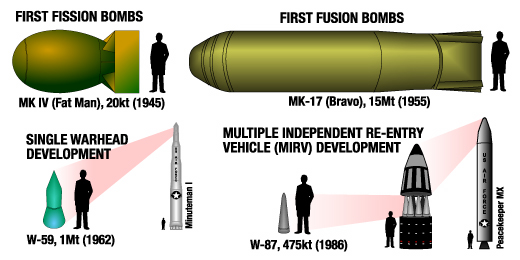 FIRST FISSION BOMBS
FIRST FUSION BOMBS
MK IV (Fat Man), 20kt (1945)
MK-17 (Bravo), 15Mt (1955)
SINGLE WARHEAD
DEVELOPMENT
Minuteman I
W-59, 1Mt (1962)
MULTIPLE INDEPENDENT RE-ENTRY
VEHICLE (MIRV) DEVELOPMENT
US AIR FORCE
Peacekeeper MX
W-87, 475kt (1986)